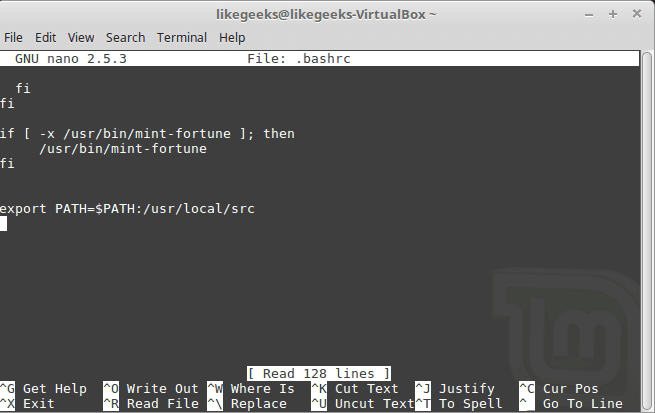 likegeeks@likegeeks-VirtualBox ~
File Edit View Search Terminal Help
GNU nano 2.5.3 File: .bashrc
fi
fi
if [ -x /usr/bin/mint-fortune ]; then
/usr/bin/mint-fortune
fi
export PATH=$PATH:/usr/local/src
[ Read 128 lines ]
^G Get Help ^O Write Out ^W Where Is ^K Cut Text ^J Justify ^C Cur Pos
^X Exit ^R Read File ^\ Replace ^U Uncut Text ^T To Spell ^_ Go To Line